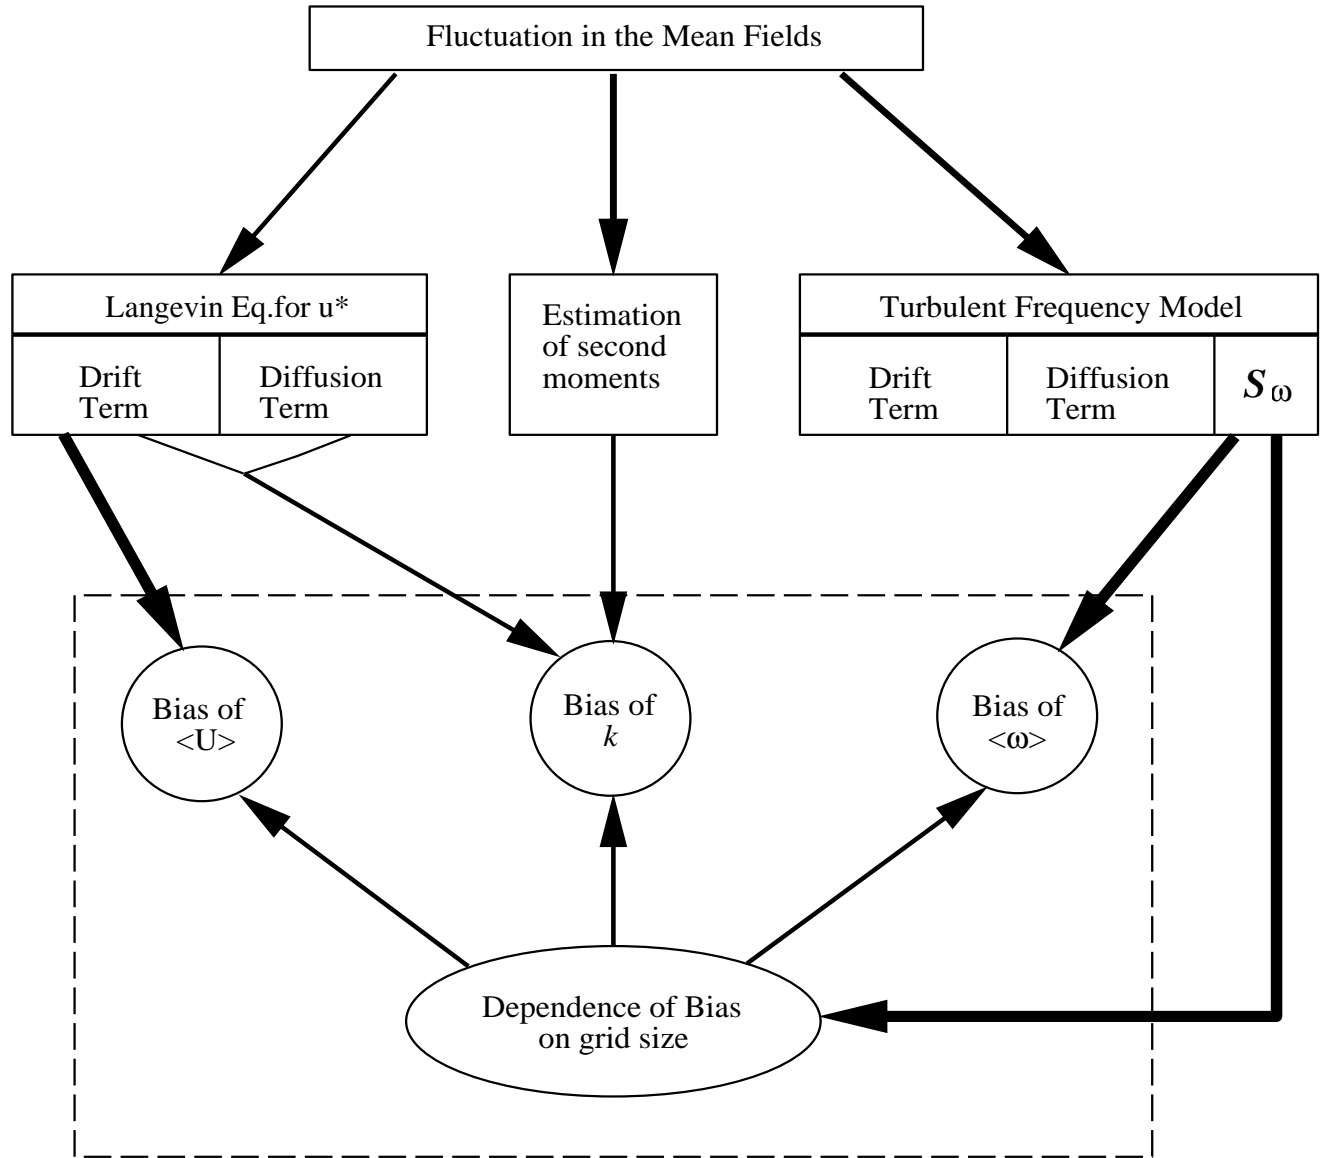 Fluctuation in the Mean Fields
Langevin Eq.for u*
Drift
Term
Diffusion
Term
Estimation
of second
moments
Turbulent Frequency Model
Drift
Term
Diffusion
Term
S ω
Bias of
<U>
Bias of
k
Bias of
<ω>
Dependence of Bias
on grid size